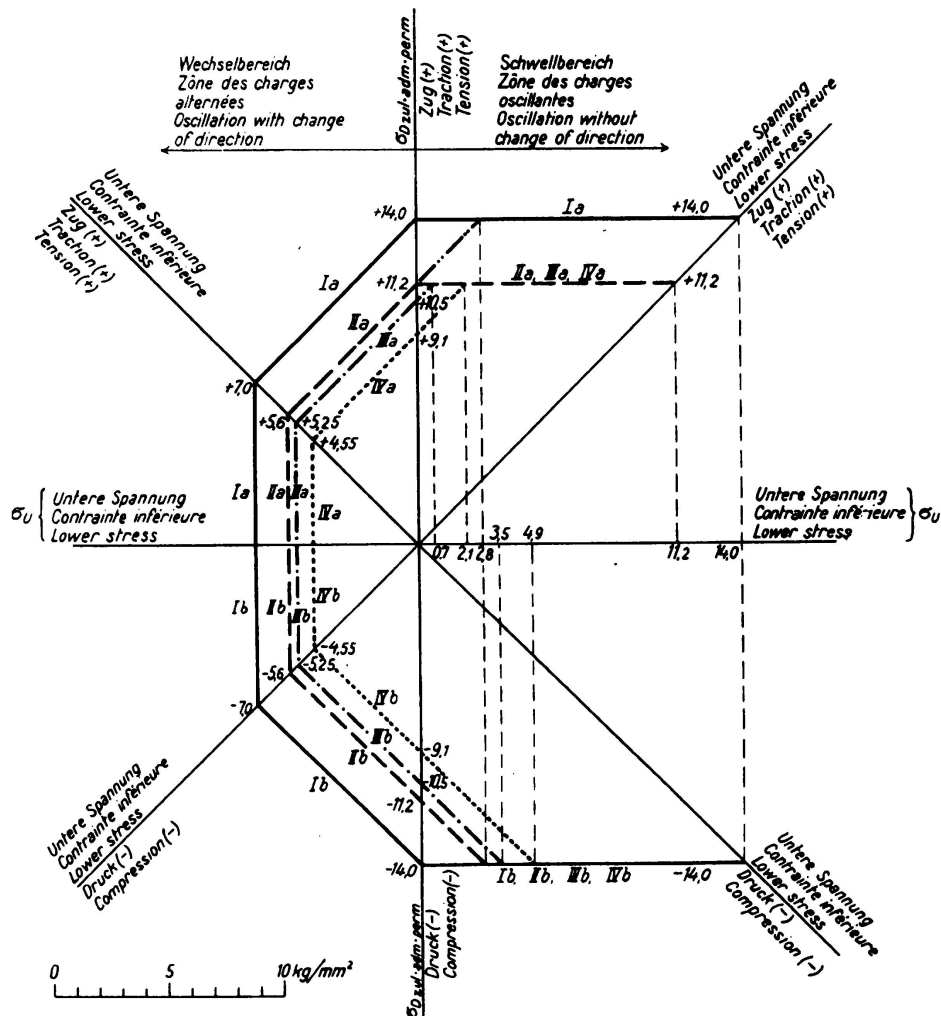 σD zul·adm·perm
Zug (+)
Traction (+)
Tension (+)
Wechselbereich
Zône des charges
alternées
Oscillation with change
of direction
Schwellbereich
Zône des charges
oscillantes
Oscillation without
change of direction
Untere Spannung
Contrainte inférieure
Lower stress
Zug (+)
Traction (+)
Tension (+)
Untere Spannung
Contrainte inférieure
Lower stress
Zug (+)
Traction (+)
Tension (+)
+14,0
Ia
+14,0
Ia
+11,2
IIa, IIIa, IVa
+11,2
+10,5
IIa
IIIa
+9,1
IVa
+7,0
+5,6
+5,25
+4,55
Ia
IIa
IIa
IVa
σU { Untere Spannung
Contrainte inférieure
Lower stress
Untere Spannung
Contrainte inférieure
Lower stress } σU
3,5
4,9
0,7
2,1
2,8
11,2
14,0
Ib
IIb
IIIb
IVb
-4,55
-5,25
-5,6
-7,0
IVb
IIIb
IIb
Ib
-9,1
-10,5
-11,2
-14,0
Ib,
IIb,
IIIb,
IVb
-14,0
Untere Spannung
Contrainte inférieure
Lower stress
Druck (-)
Compression (-)
Untere Spannung
Contrainte inférieure
Lower stress
Druck (-)
Compression (-)
σD zul·adm·perm
Druck (-)
Compression (-)
0
5
10 kg/mm²